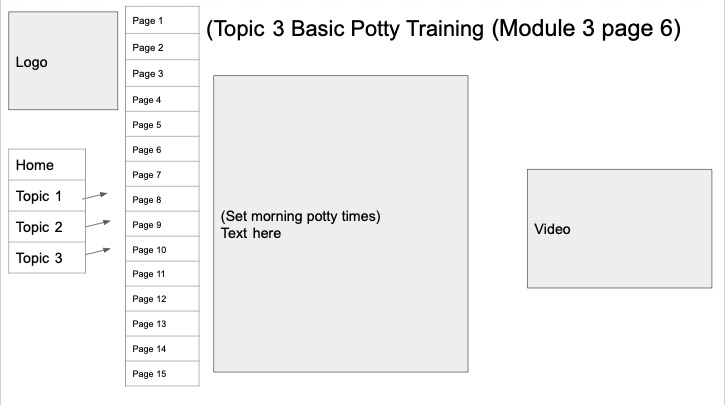 Logo
Home
Topic 1
Topic 2
Topic 3
Page 1
Page 2
Page 3
Page 4
Page 5
Page 6
Page 7
Page 8
Page 9
Page 10
Page 11
Page 12
Page 13
Page 14
Page 15
(Topic 3 Basic Potty Training (Module 3 page 6)
(Set morning potty times)
Text here
Video